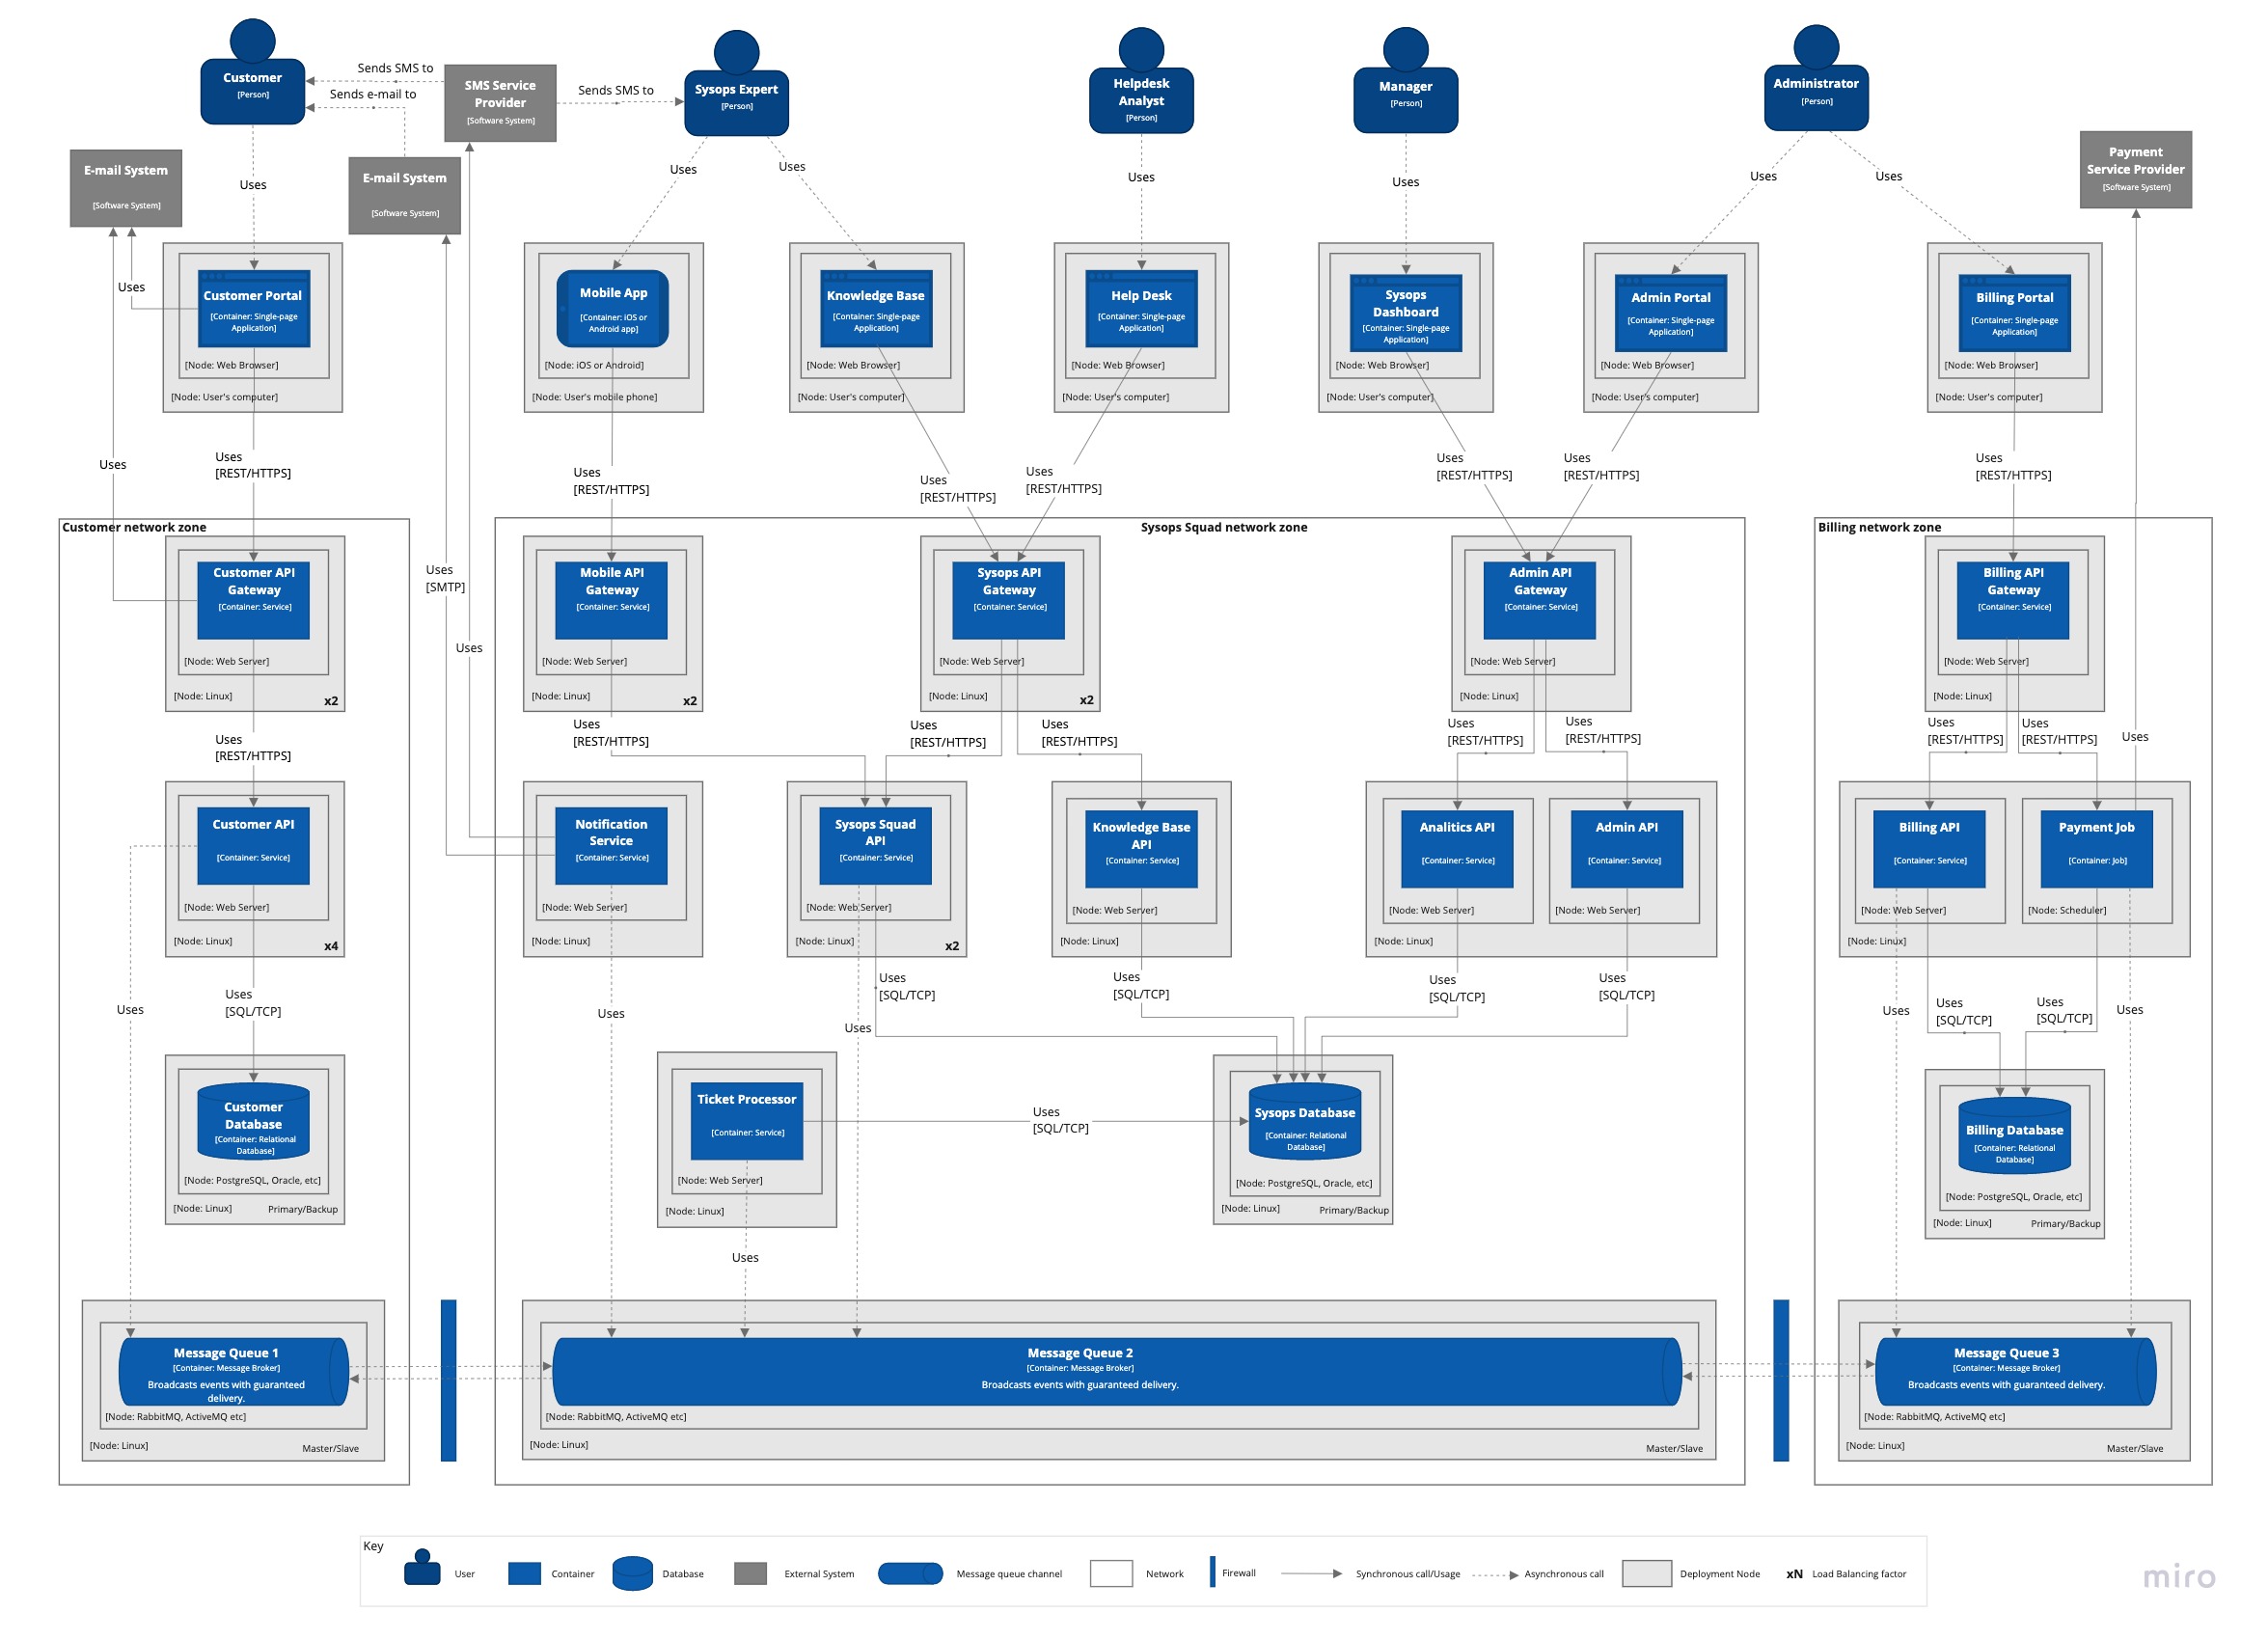 Customer
[Person]
Sends SMS to
Sends e-mail to
SMS Service
Provider
[Software System]
Sends SMS to
Sysops Expert
[Person]
Helpdesk
Analyst
[Person]
Manager
[Person]
Administrator
[Person]
E-mail System
[Software System]
E-mail System
[Software System]
Payment
Service Provider
[Software System]
Uses
Uses
Uses
Uses
Uses
Uses
Uses
Uses
Customer Portal
[Container: Single-page
Application]
[Node: Web Browser]
[Node: User's computer]
Mobile App
[Container: iOS or
Android app]
[Node: iOS or Android]
[Node: User's mobile phone]
Knowledge Base
[Container: Single-page
Application]
[Node: Web Browser]
[Node: User's computer]
Help Desk
[Container: Single-page
Application]
[Node: Web Browser]
[Node: User's computer]
Sysops
Dashboard
[Container: Single-page
Application]
[Node: Web Browser]
[Node: User's computer]
Admin Portal
[Container: Single-page
Application]
[Node: Web Browser]
[Node: User's computer]
Billing Portal
[Container: Single-page
Application]
[Node: Web Browser]
[Node: User's computer]
Uses
Uses
[REST/HTTPS]
Uses
[REST/HTTPS]
Uses
[REST/HTTPS]
Uses
[REST/HTTPS]
Uses
[REST/HTTPS]
Uses
[REST/HTTPS]
Uses
[REST/HTTPS]
Customer network zone
Sysops Squad network zone
Billing network zone
Customer API
Gateway
[Container: Service]
[Node: Web Server]
[Node: Linux]
x2
Uses
[SMTP]
Uses
Mobile API
Gateway
[Container: Service]
[Node: Web Server]
[Node: Linux]
x2
Sysops API
Gateway
[Container: Service]
[Node: Web Server]
[Node: Linux]
x2
Admin API
Gateway
[Container: Service]
[Node: Web Server]
[Node: Linux]
Billing API
Gateway
[Container: Service]
[Node: Web Server]
[Node: Linux]
Uses
[REST/HTTPS]
Uses
[REST/HTTPS]
Uses
[REST/HTTPS]
Uses
[REST/HTTPS]
Uses
[REST/HTTPS]
Uses
[REST/HTTPS]
Uses
[REST/HTTPS]
Uses
[REST/HTTPS]
Uses
Customer API
[Container: Service]
[Node: Web Server]
[Node: Linux]
x4
Notification
Service
[Container: Service]
[Node: Web Server]
[Node: Linux]
Sysops Squad
API
[Container: Service]
[Node: Web Server]
[Node: Linux]
x2
Knowledge Base
API
[Container: Service]
[Node: Web Server]
[Node: Linux]
Analitics API
[Container: Service]
[Node: Web Server]
[Node: Linux]
Admin API
[Container: Service]
[Node: Web Server]
Billing API
[Container: Service]
[Node: Web Server]
[Node: Linux]
Payment Job
[Container: Job]
[Node: Scheduler]
Uses
Uses
[SQL/TCP]
Uses
Uses
Uses
[SQL/TCP]
Uses
[SQL/TCP]
Uses
[SQL/TCP]
Uses
[SQL/TCP]
Uses
Uses
[SQL/TCP]
Uses
[SQL/TCP]
Uses
Customer
Database
[Container: Relational
Database]
[Node: PostgreSQL, Oracle, etc]
[Node: Linux]
Primary/Backup
Ticket Processor
[Container: Service]
[Node: Web Server]
[Node: Linux]
Uses
[SQL/TCP]
Sysops Database
[Container: Relational
Database]
[Node: PostgreSQL, Oracle, etc]
[Node: Linux]
Primary/Backup
Billing Database
[Container: Relational
Database]
[Node: PostgreSQL, Oracle, etc]
[Node: Linux]
Primary/Backup
Uses
Message Queue 1
[Container: Message Broker]
Broadcasts events with guaranteed
delivery.
[Node: RabbitMQ, ActiveMQ etc]
[Node: Linux]
Master/Slave
Message Queue 2
[Container: Message Broker]
Broadcasts events with guaranteed delivery.
[Node: RabbitMQ, ActiveMQ etc]
[Node: Linux]
Master/Slave
Message Queue 3
[Container: Message Broker]
Broadcasts events with guaranteed delivery.
[Node: RabbitMQ, ActiveMQ etc]
[Node: Linux]
Master/Slave
Key
User
Container
Database
External System
Message queue channel
Network
Firewall
Synchronous call/Usage
Asynchronous call
Deployment Node
xN
Load Balancing factor
miro